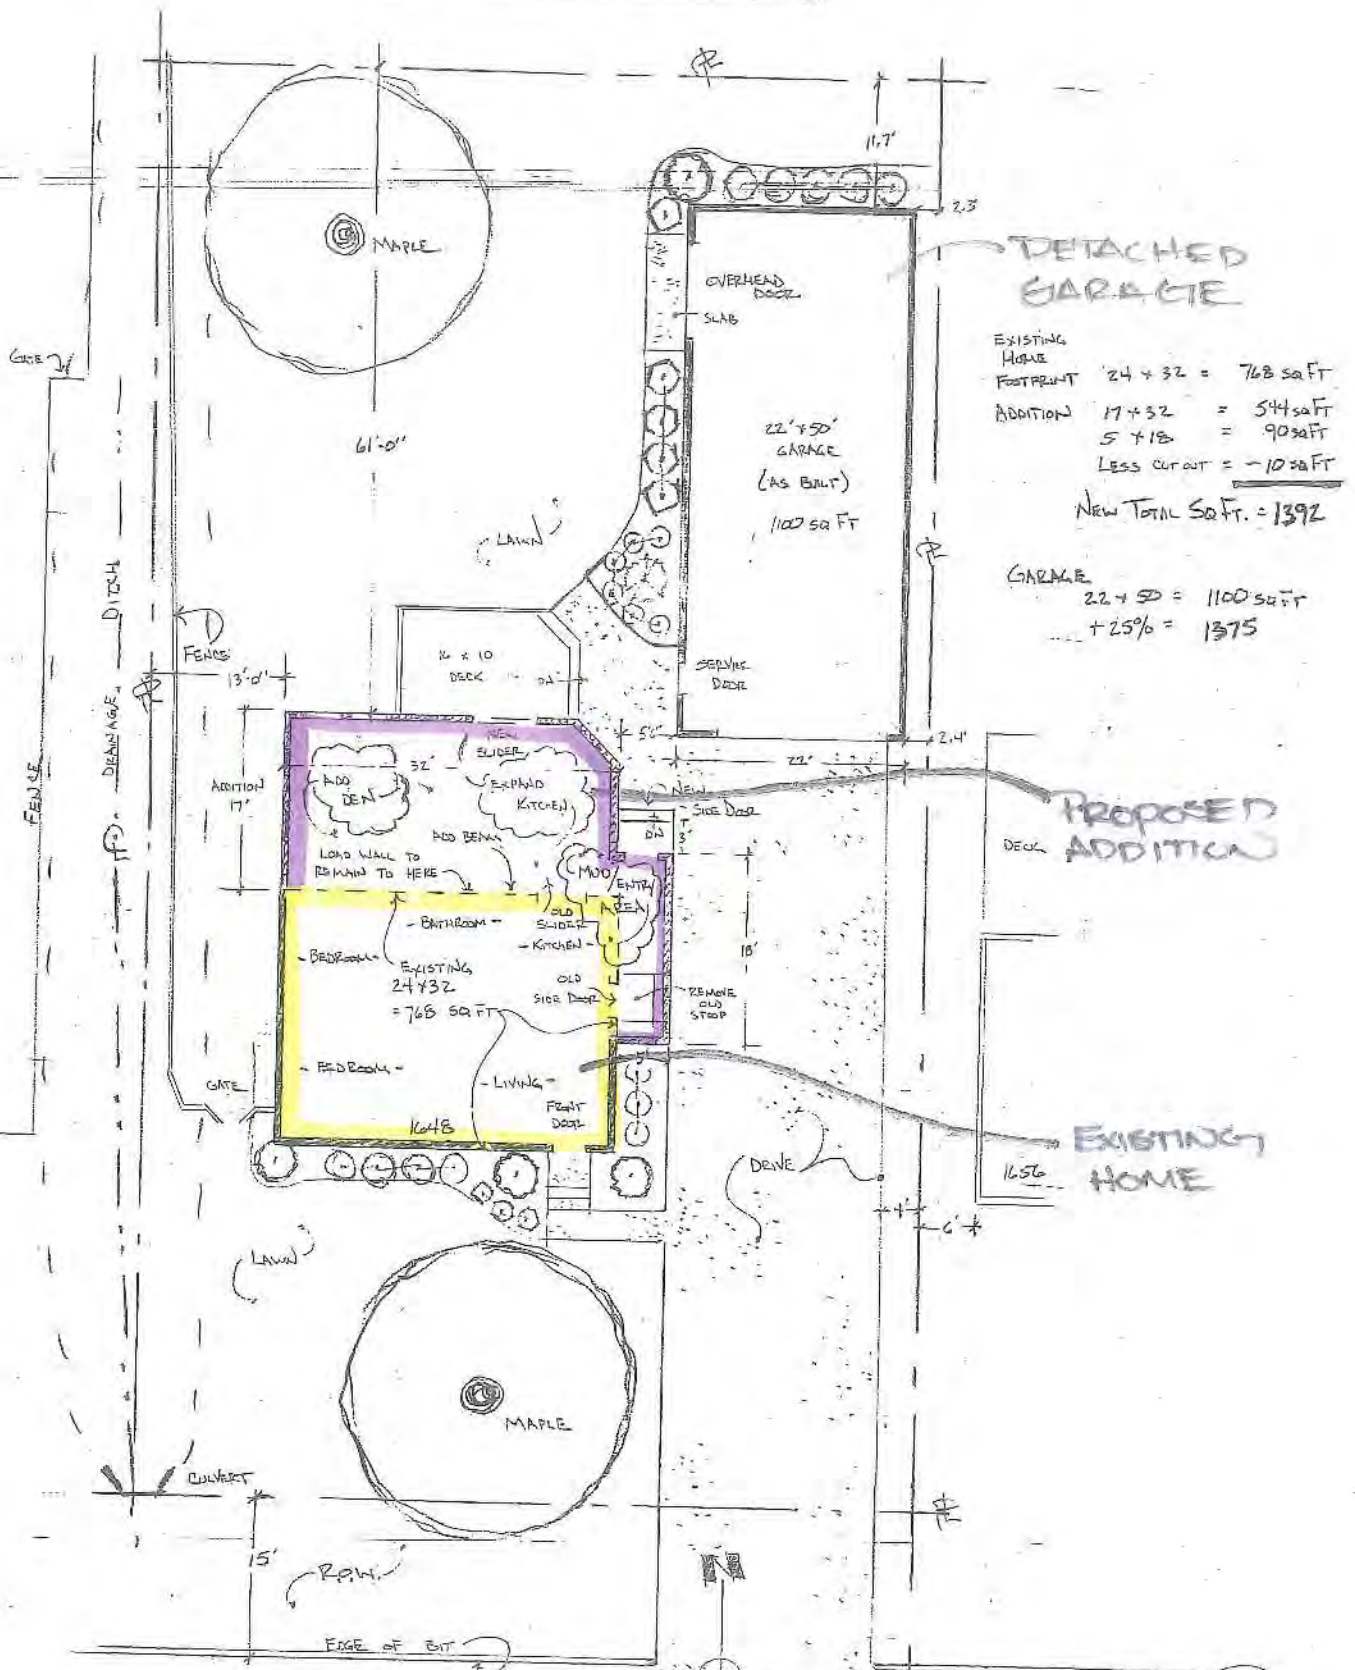 ℄
11.7'
2.3'
MAPLE
DETACHED
GARAGE
OVERHEAD
DOOR
SLAB
GATE
EXISTING
HOME
FOOTPRINT 24 x 32 = 768 SQ FT
ADDITION 17 x 32 = 544 SQ FT
5 x 18 = 90 SQ FT
LESS CUT OUT = -10 SQ FT
NEW TOTAL SQ FT. = 1392
61'-0"
22' x 50'
GARAGE
(AS BUILT)
1100 SQ FT
LAWN
GARAGE
22 x 50 = 1100 SQ FT
+25% = 1375
DRAINAGE DITCH
FENCE
FENCE
13'-0"
16 x 10
DECK
DN
SERVICE
DOOR
5'
2.4'
22'
NEW
SLIDER
32'
ADD
DEN
EXPAND
KITCHEN
ADDITION
17'
NEW
SIDE DOOR
DN
3'
PROPOSED
ADDITION
DECK
ADD BEAM
LOAD WALL TO
REMAIN TO HERE
MUD/
ENTRY
AREA
OLD
SLIDER
- BATHROOM -
- KITCHEN -
- BEDROOM -
EXISTING
24 x 32
= 768 SQ FT
OLD
SIDE DOOR
18'
REMOVE
OLD
STOOP
- BEDROOM -
- LIVING -
FRONT
DOOR
1648
GATE
5'
EXISTING
HOME
DRIVE
1656
4'
6'
LAWN
MAPLE
CULVERT
15'
R.O.W.
N
EDGE OF BIT